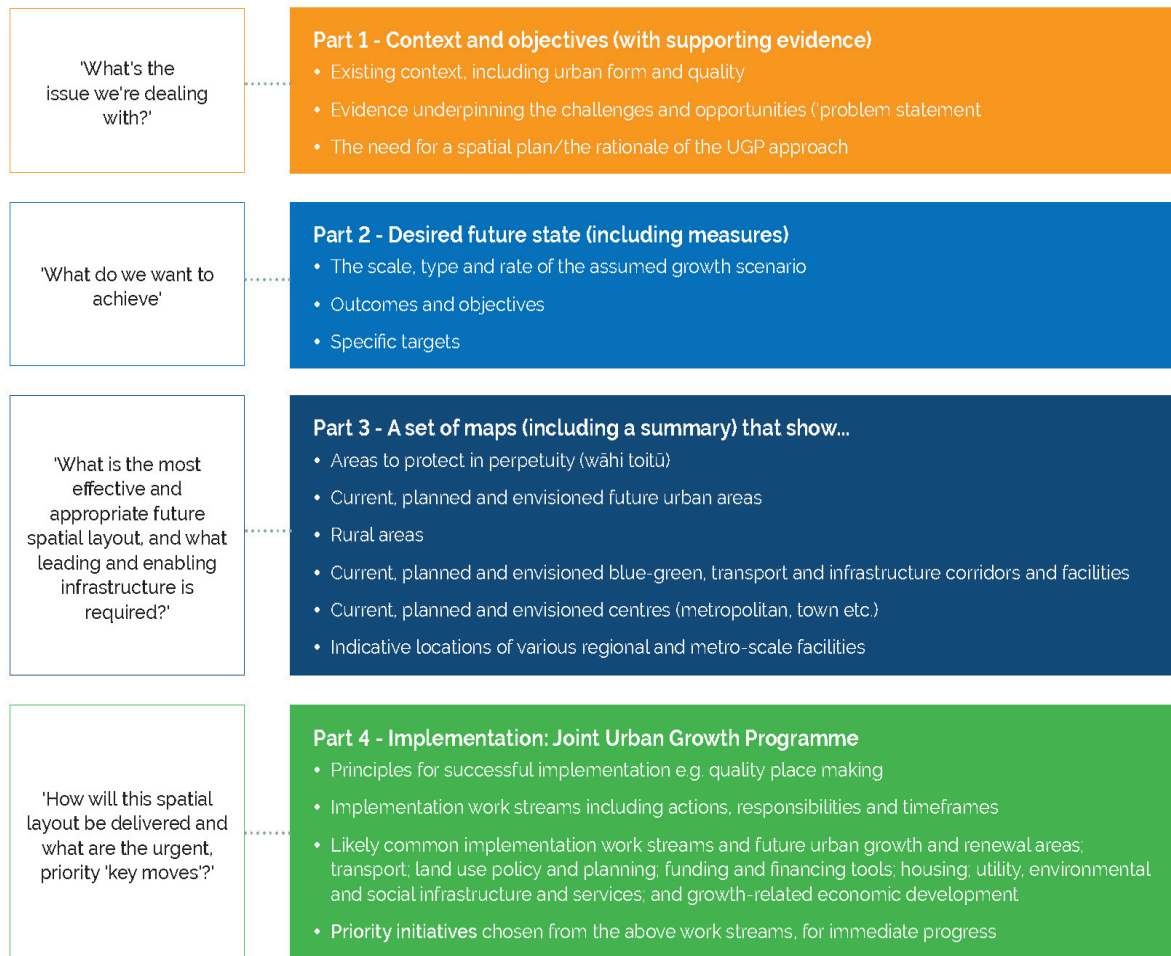 'What's the
issue we're dealing
with?'
Part 1 - Context and objectives (with supporting evidence)
• Existing context, including urban form and quality
• Evidence underpinning the challenges and opportunities ('problem statement
• The need for a spatial plan/the rationale of the UGP approach
'What do we want to
achieve'
Part 2 - Desired future state (including measures)
• The scale, type and rate of the assumed growth scenario
• Outcomes and objectives
• Specific targets
'What is the most
effective and
appropriate future
spatial layout, and what
leading and enabling
infrastructure is
required?'
Part 3 - A set of maps (including a summary) that show...
• Areas to protect in perpetuity (wāhi toitū)
• Current, planned and envisioned future urban areas
• Rural areas
• Current, planned and envisioned blue-green, transport and infrastructure corridors and facilities
• Current, planned and envisioned centres (metropolitan, town etc.)
• Indicative locations of various regional and metro-scale facilities
'How will this spatial
layout be delivered and
what are the urgent,
priority 'key moves'?'
Part 4 - Implementation: Joint Urban Growth Programme
• Principles for successful implementation e.g. quality place making
• Implementation work streams including actions, responsibilities and timeframes
• Likely common implementation work streams and future urban growth and renewal areas;
transport; land use policy and planning; funding and financing tools; housing; utility, environmental
and social infrastructure and services; and growth-related economic development
• Priority initiatives chosen from the above work streams, for immediate progress